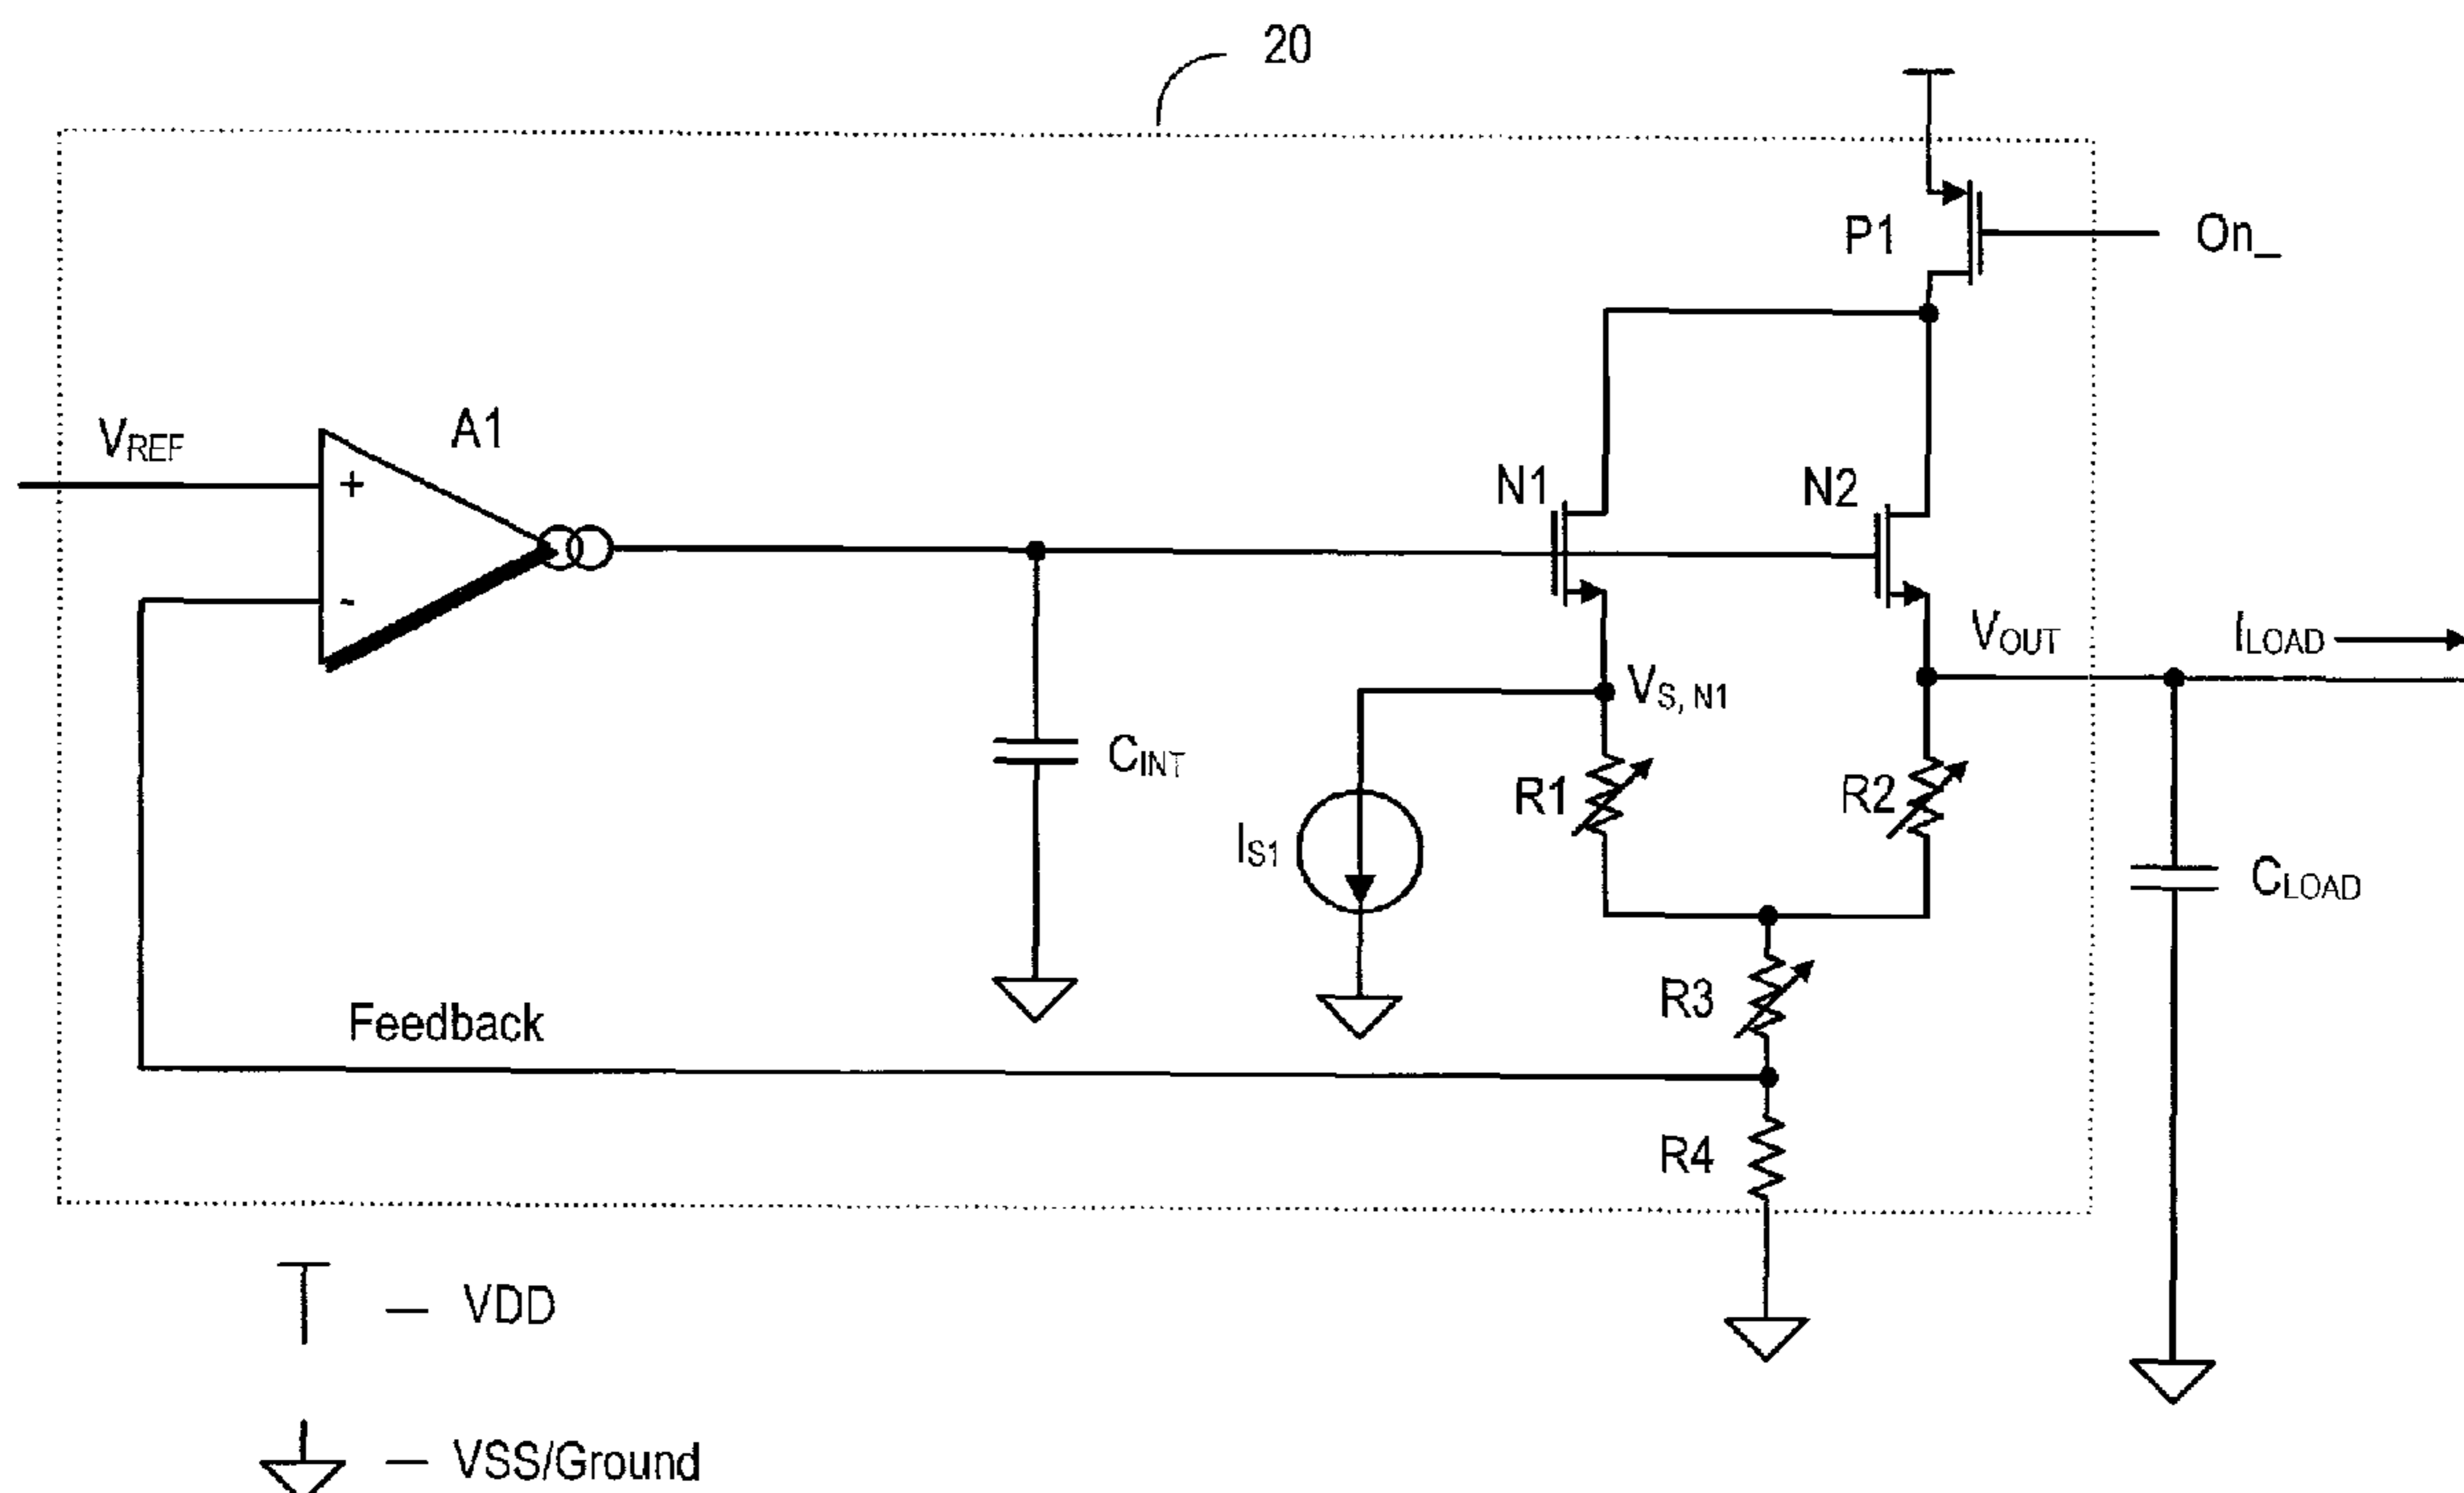 20
P1
On_
VREF
A1
+
-
N1
N2
VOUT
ILOAD
VS, N1
CINT
R1
R2
IS1
CLOAD
R3
Feedback
R4
— VDD
— VSS/Ground